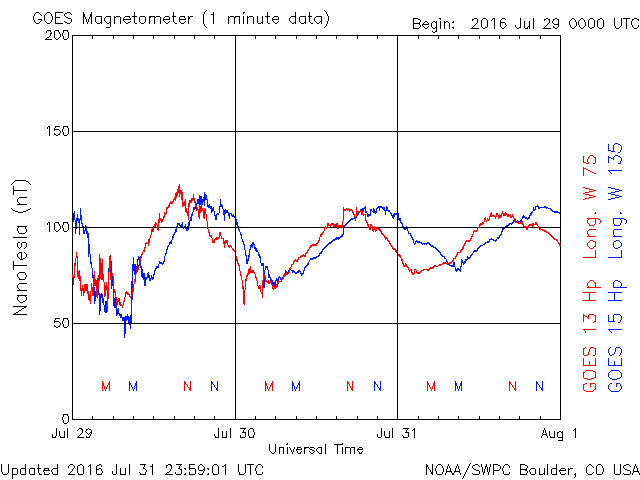 GOES Magnetometer (1 minute data)
Begin: 2016 Jul 29 0000 UTC
200
150
100
50
0
NanoTesla (nT)
M M N N M M N N M M N N
Jul 29 Jul 30 Jul 31 Aug 1
Universal Time
GOES 13 Hp Long. W 75
GOES 15 Hp Long. W 135
Updated 2016 Jul 31 23:59:01 UTC
NOAA/SWPC Boulder, CO USA